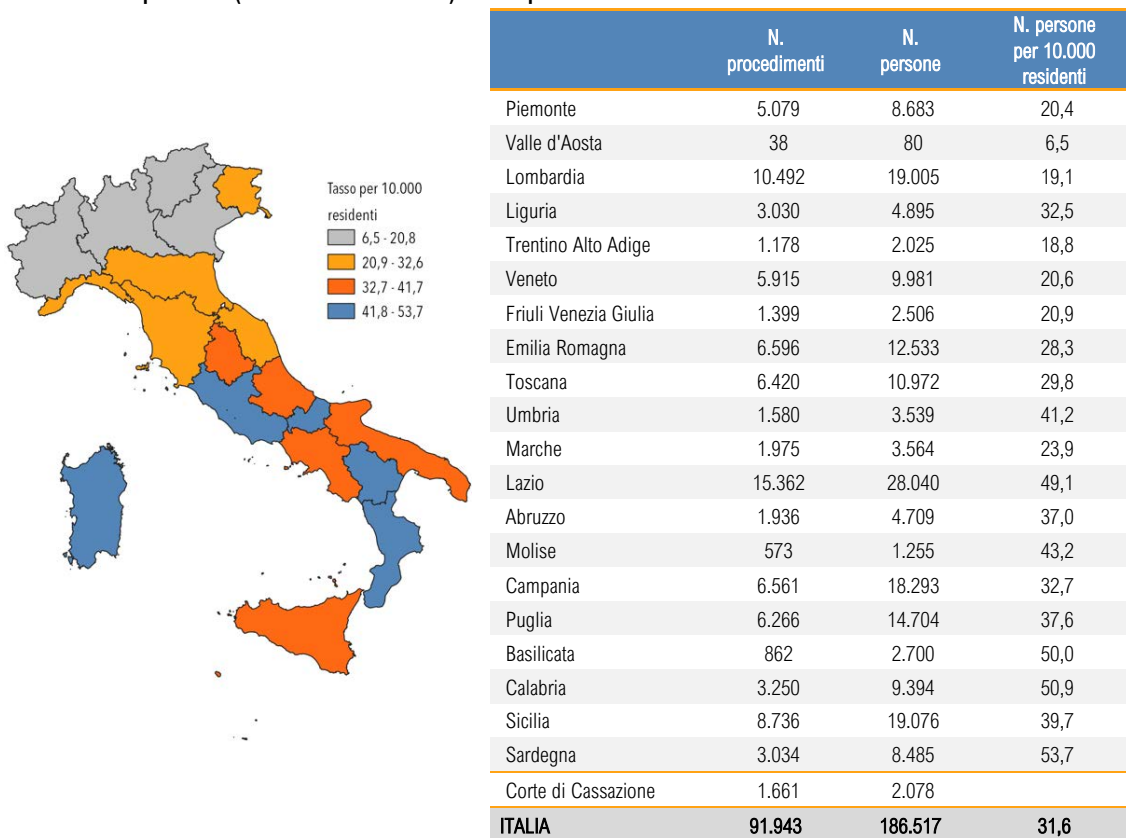 Tasso per 10.000
residenti
6,5 - 20,8
20,9 - 32,6
32,7 - 41,7
41,8 - 53,7
N. procedimenti N. persone N. persone per 10.000 residenti
Piemonte 5.079 8.683 20,4
Valle d'Aosta 38 80 6,5
Lombardia 10.492 19.005 19,1
Liguria 3.030 4.895 32,5
Trentino Alto Adige 1.178 2.025 18,8
Veneto 5.915 9.981 20,6
Friuli Venezia Giulia 1.399 2.506 20,9
Emilia Romagna 6.596 12.533 28,3
Toscana 6.420 10.972 29,8
Umbria 1.580 3.539 41,2
Marche 1.975 3.564 23,9
Lazio 15.362 28.040 49,1
Abruzzo 1.936 4.709 37,0
Molise 573 1.255 43,2
Campania 6.561 18.293 32,7
Puglia 6.266 14.704 37,6
Basilicata 862 2.700 50,0
Calabria 3.250 9.394 50,9
Sicilia 8.736 19.076 39,7
Sardegna 3.034 8.485 53,7
Corte di Cassazione 1.661 2.078
ITALIA 91.943 186.517 31,6